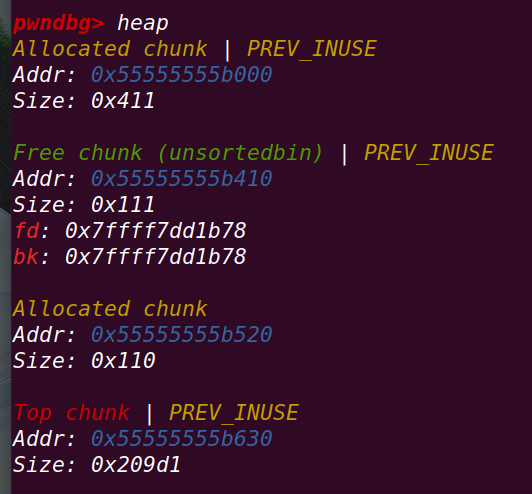 pwndbg> heap
Allocated chunk | PREV_INUSE
Addr: 0x55555555b000
Size: 0x411
Free chunk (unsortedbin) | PREV_INUSE
Addr: 0x55555555b410
Size: 0x111
fd: 0x7ffff7dd1b78
bk: 0x7ffff7dd1b78
Allocated chunk
Addr: 0x55555555b520
Size: 0x110
Top chunk | PREV_INUSE
Addr: 0x55555555b630
Size: 0x209d1